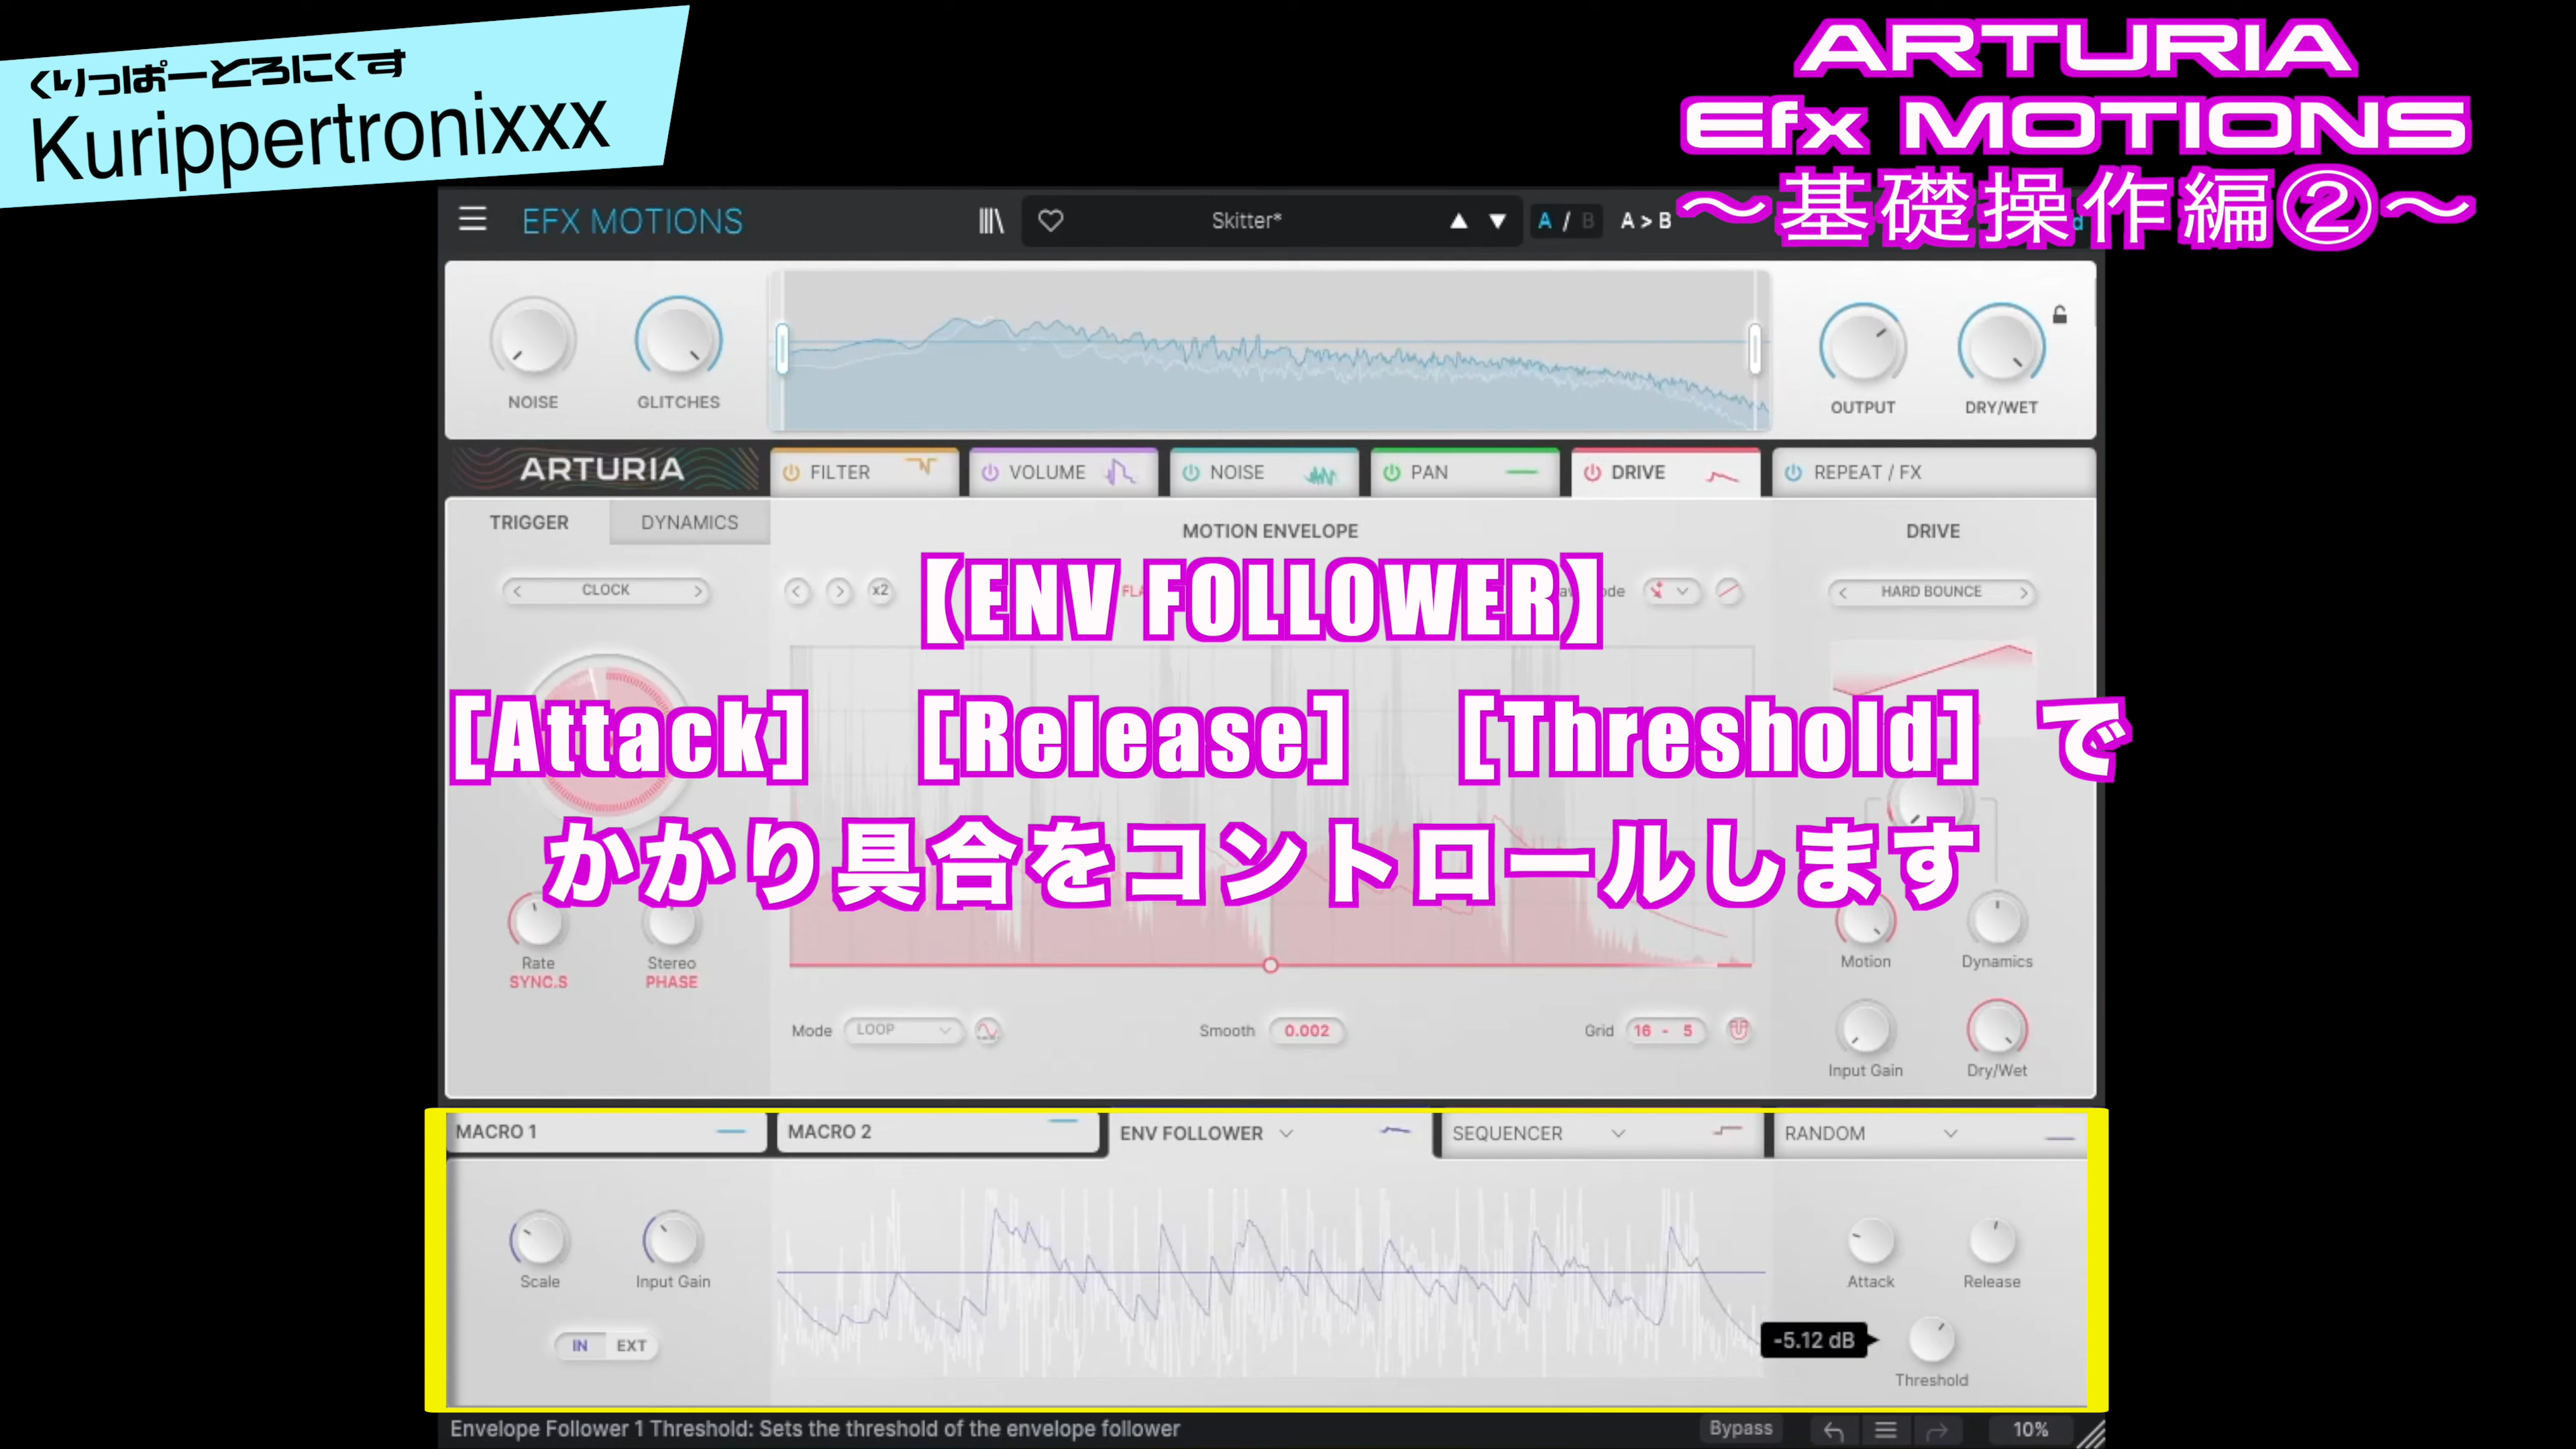 くりっぱーとろにくす
Kurippertronixxx
ARTURIA
Efx MOTIONS
〜基礎操作編②〜
EFX MOTIONS
Skitter*
A / B
A > B
NOISE
GLITCHES
OUTPUT
DRY/WET
ARTURIA
FILTER
VOLUME
NOISE
PAN
DRIVE
REPEAT / FX
TRIGGER
DYNAMICS
MOTION ENVELOPE
DRIVE
CLOCK
x2
HARD BOUNCE
【ENV FOLLOWER】
［Attack］　［Release］　［Threshold］で
かかり具合をコントロールします
Rate
SYNC.S
Stereo
PHASE
Motion
Dynamics
Mode
LOOP
Smooth
0.002
Grid
16 - 5
Input Gain
Dry/Wet
MACRO 1
MACRO 2
ENV FOLLOWER
SEQUENCER
RANDOM
Scale
Input Gain
IN
EXT
Attack
Release
-5.12 dB
Threshold
Envelope Follower 1 Threshold: Sets the threshold of the envelope follower
Bypass
10%